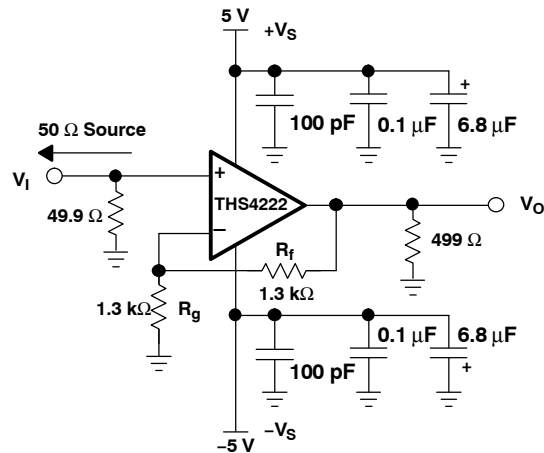 5 V
+VS
+
100 pF
0.1 µF
6.8 µF
50 Ω Source
VI
+
THS4222
VO
49.9 Ω
−
Rf
499 Ω
1.3 kΩ
1.3 kΩ
Rg
0.1 µF
6.8 µF
100 pF
+
−VS
−5 V